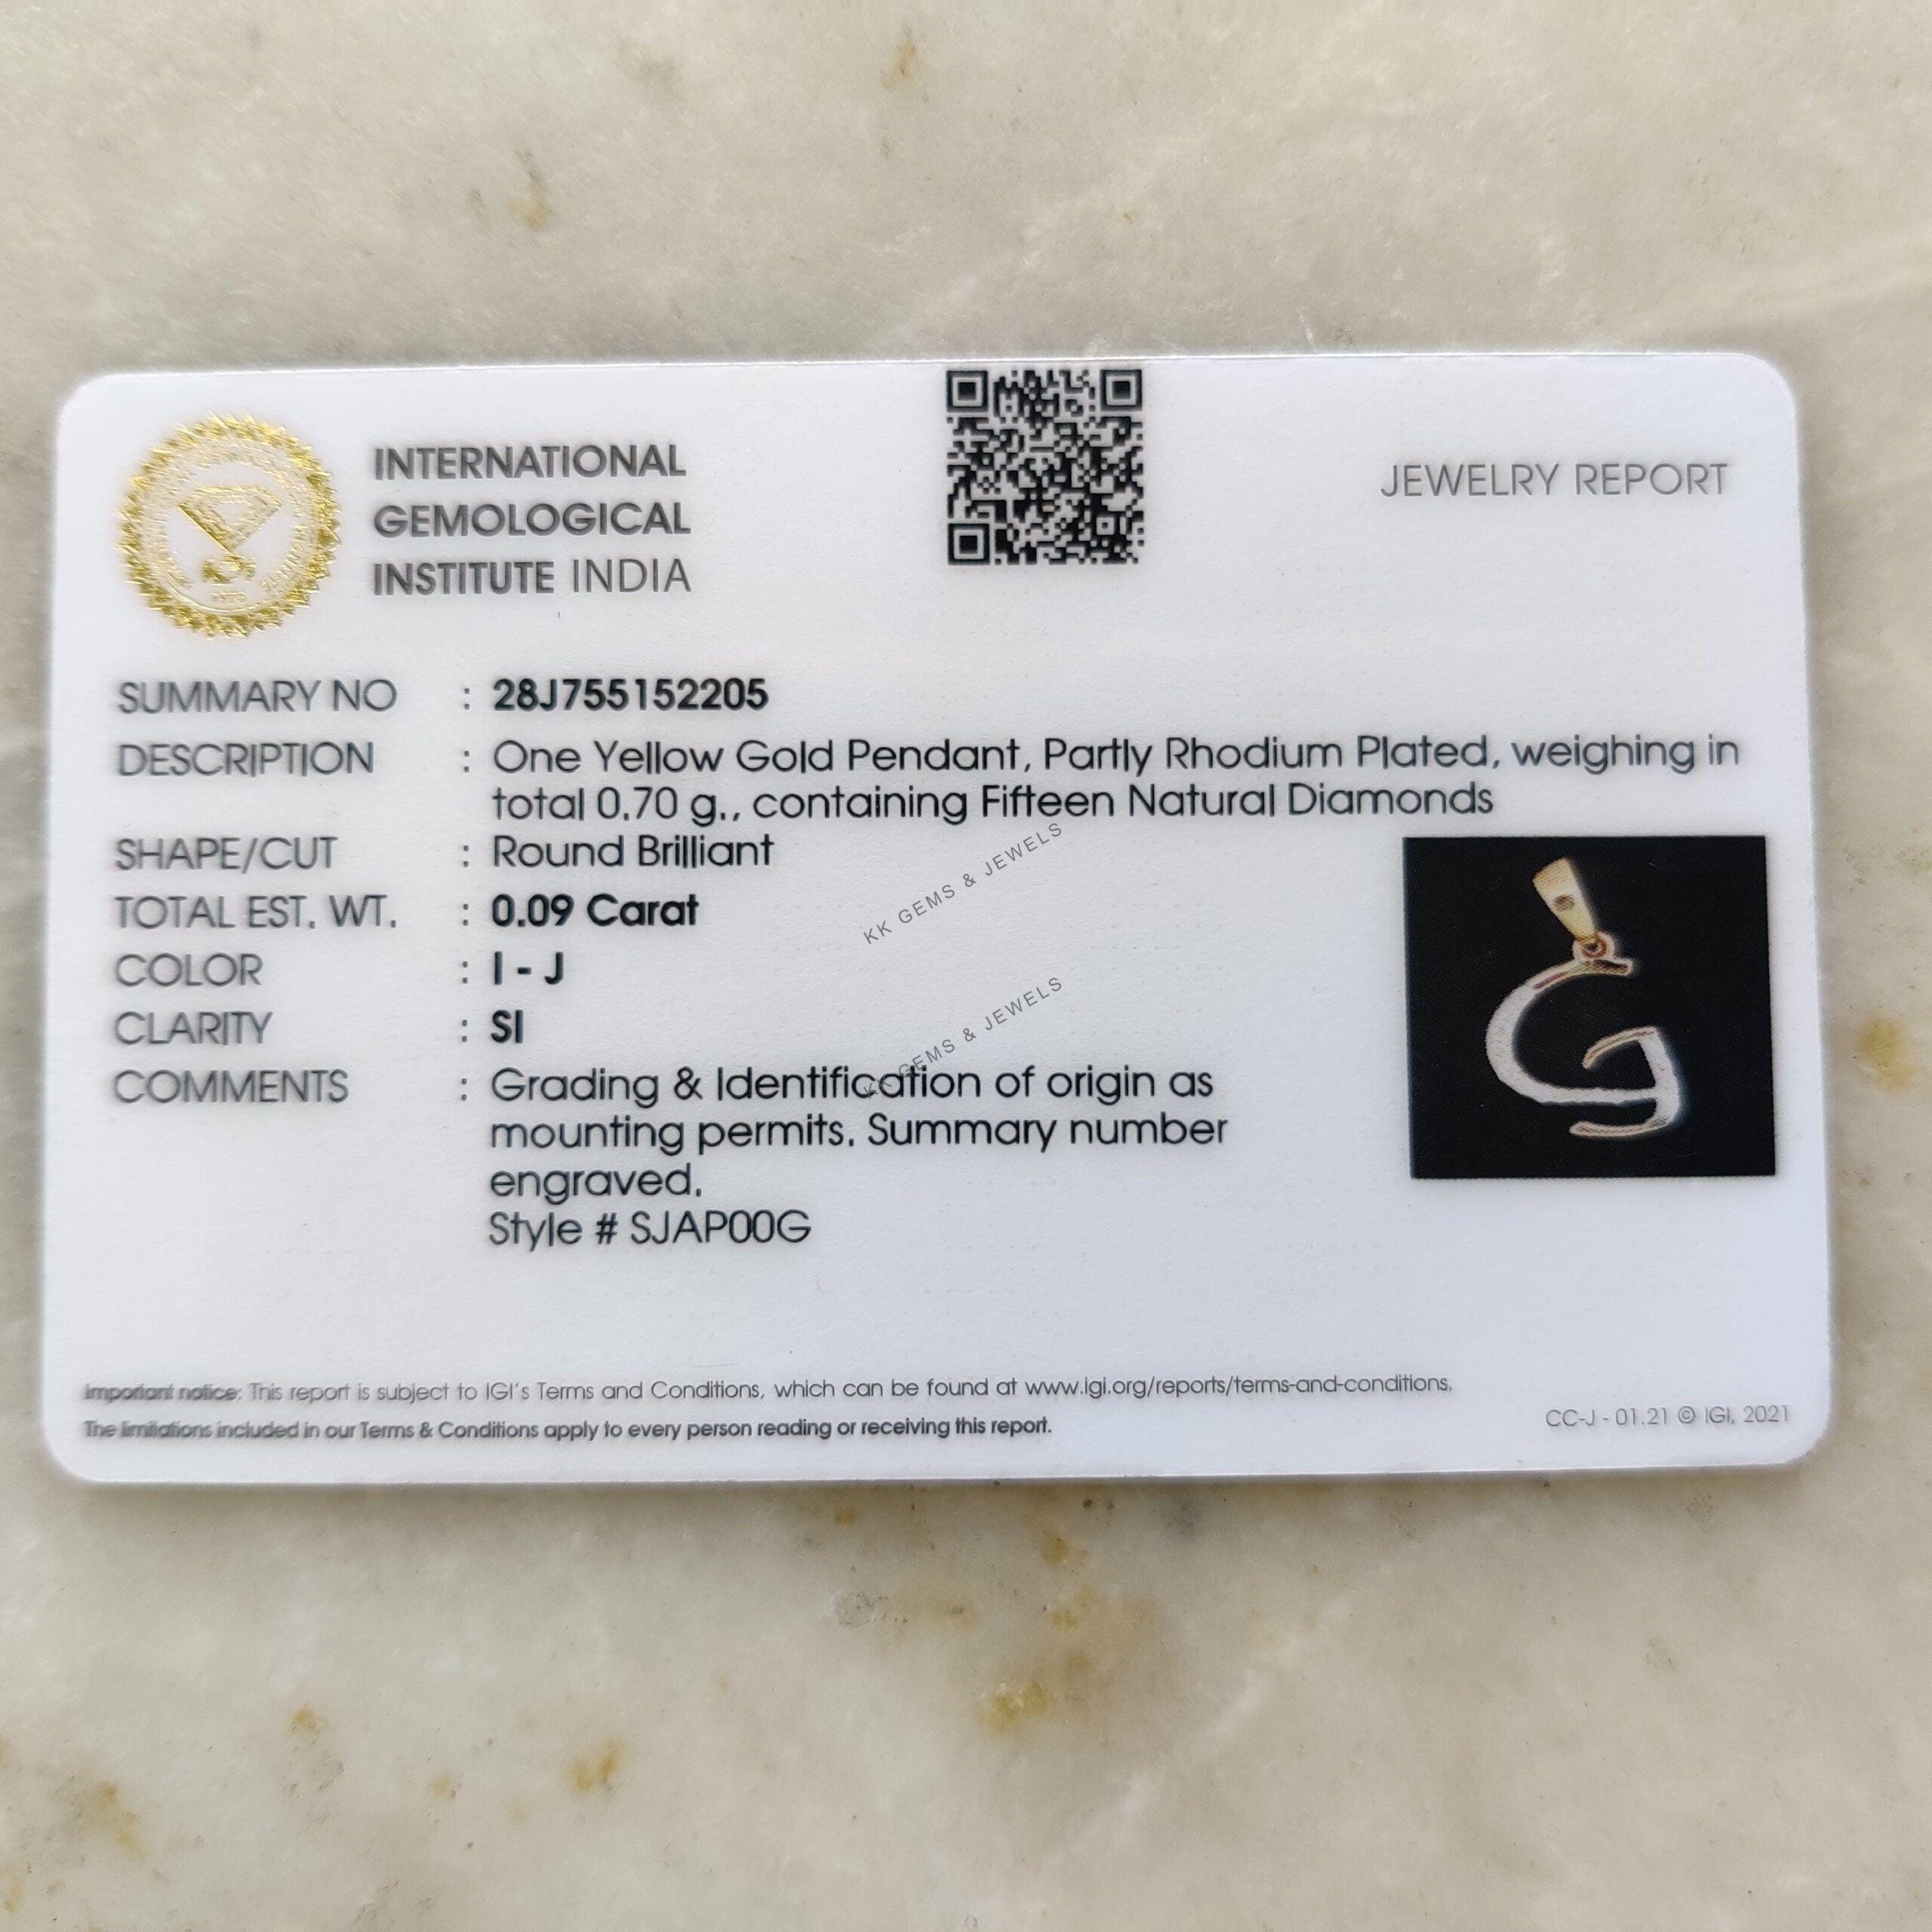 INTERNATIONAL
GEMOLOGICAL
INSTITUTE INDIA
JEWELRY REPORT
SUMMARY NO : 28J755152205
DESCRIPTION : One Yellow Gold Pendant, Partly Rhodium Plated, weighing in
total 0.70 g., containing Fifteen Natural Diamonds
SHAPE/CUT : Round Brilliant
TOTAL EST. WT. : 0.09 Carat
COLOR : I - J
CLARITY : SI
COMMENTS : Grading & Identification of origin as
mounting permits. Summary number
engraved.
Style # SJAP00G
KK GEMS & JEWELS
KK GEMS & JEWELS
Important notice: This report is subject to IGI's Terms and Conditions, which can be found at www.igi.org/reports/terms-and-conditions.
The limitations included in our Terms & Conditions apply to every person reading or receiving this report.
CC-J - 01.21 © IGI, 2021